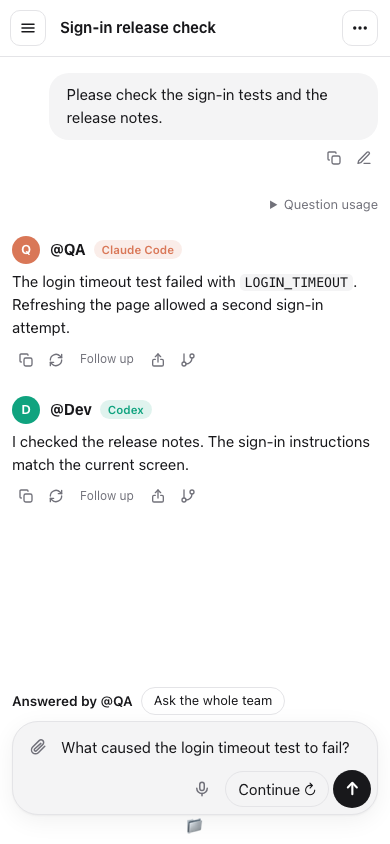 Sign-in release check
Please check the sign-in tests and the
release notes.
Question usage
Q @QA Claude Code
The login timeout test failed with LOGIN_TIMEOUT.
Refreshing the page allowed a second sign-in
attempt.
Follow up
D @Dev Codex
I checked the release notes. The sign-in instructions
match the current screen.
Follow up
Answered by @QA Ask the whole team
What caused the login timeout test to fail?
Continue